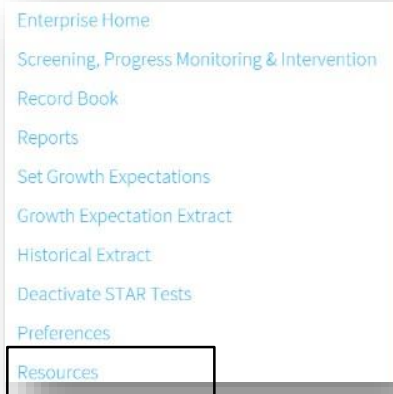 Enterprise Home
Screening, Progress Monitoring & Intervention
Record Book
Reports
Set Growth Expectations
Growth Expectation Extract
Historical Extract
Deactivate STAR Tests
Preferences
Resources